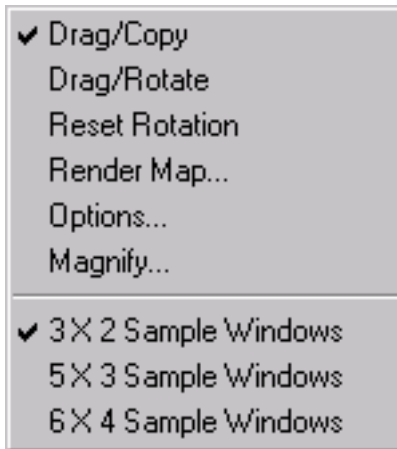 Drag/Copy
Drag/Rotate
Reset Rotation
Render Map...
Options...
Magnify...
3 X 2 Sample Windows
5 X 3 Sample Windows
6 X 4 Sample Windows